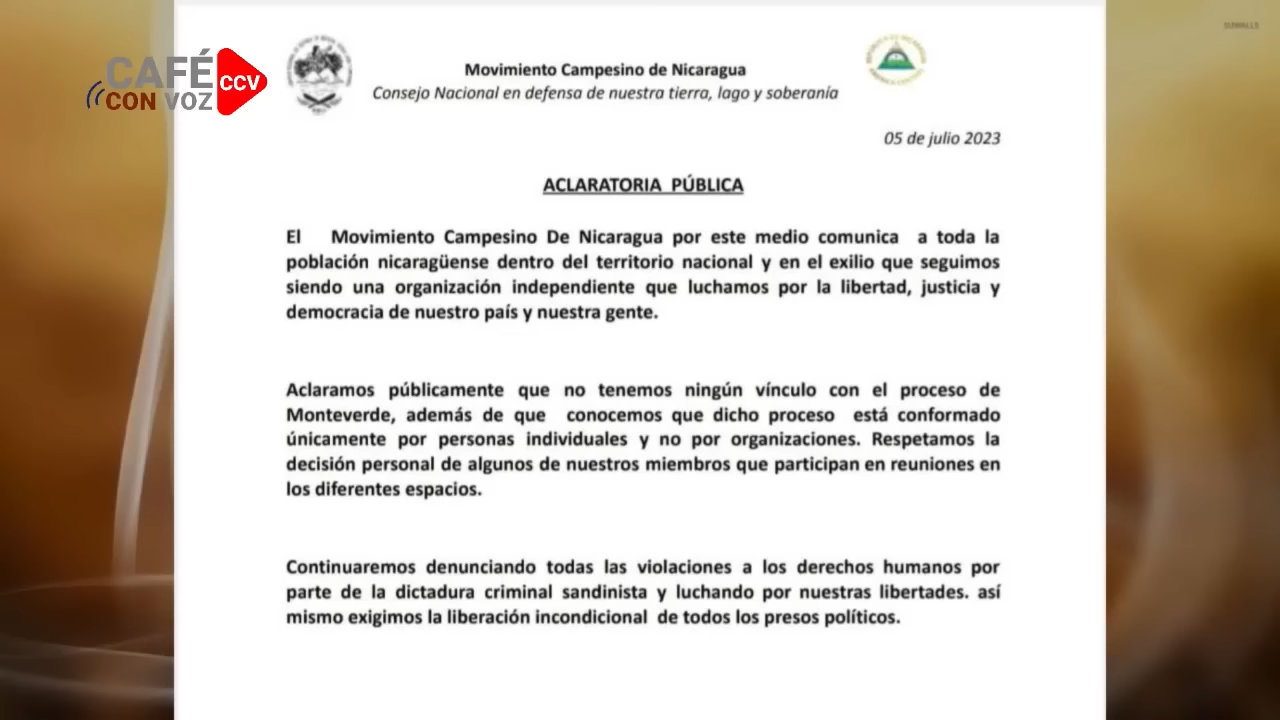 CAFÉ
CON VOZ
CCV
Movimiento Campesino de Nicaragua
Consejo Nacional en defensa de nuestra tierra, lago y soberanía
05 de julio 2023
ACLARATORIA PÚBLICA
El Movimiento Campesino De Nicaragua por este medio comunica a toda la
población nicaragüense dentro del territorio nacional y en el exilio que seguimos
siendo una organización independiente que luchamos por la libertad, justicia y
democracia de nuestro país y nuestra gente.
Aclaramos públicamente que no tenemos ningún vínculo con el proceso de
Monteverde, además de que conocemos que dicho proceso está conformado
únicamente por personas individuales y no por organizaciones. Respetamos la
decisión personal de algunos de nuestros miembros que participan en reuniones en
los diferentes espacios.
Continuaremos denunciando todas las violaciones a los derechos humanos por
parte de la dictadura criminal sandinista y luchando por nuestras libertades. así
mismo exigimos la liberación incondicional de todos los presos políticos.